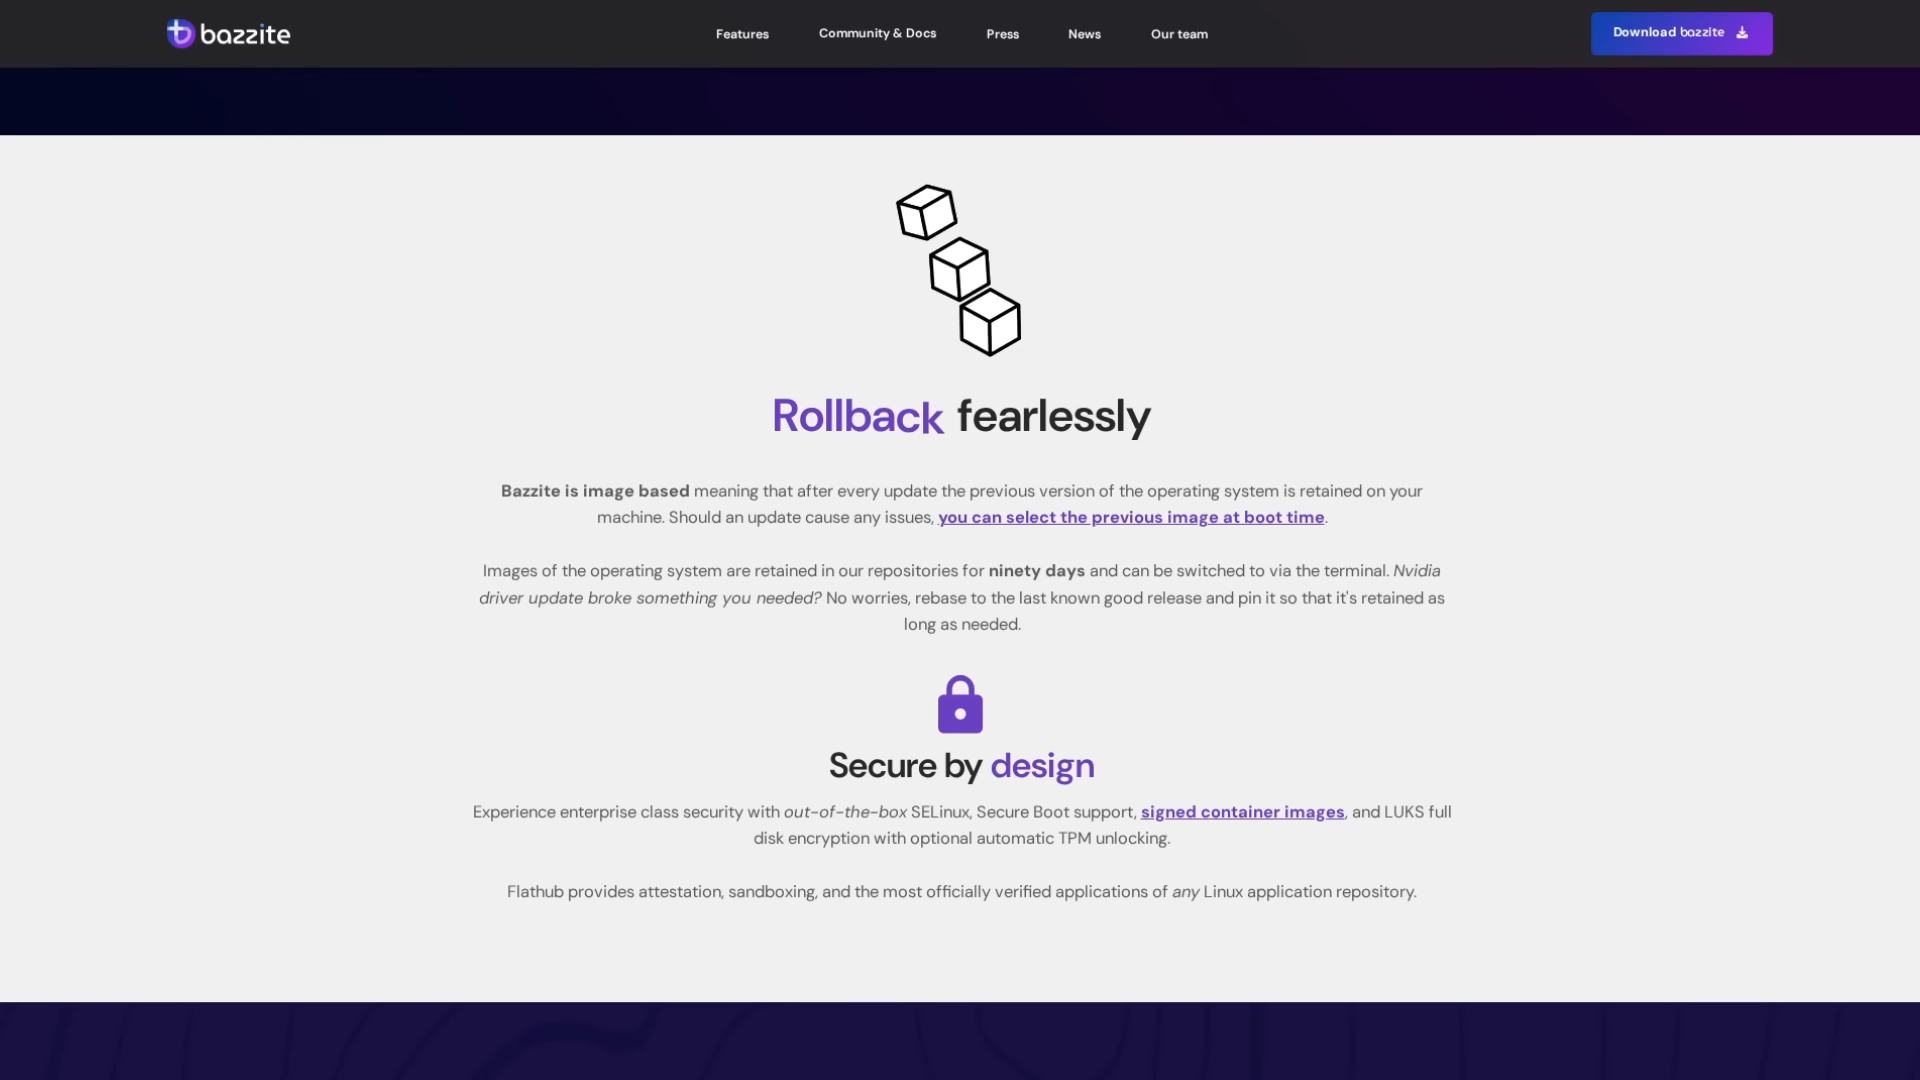 bazzite
Features
Community & Docs
Press
News
Our team
Download bazzite
Rollback fearlessly
Bazzite is image based meaning that after every update the previous version of the operating system is retained on your
machine. Should an update cause any issues, you can select the previous image at boot time.
Images of the operating system are retained in our repositories for ninety days and can be switched to via the terminal. Nvidia
driver update broke something you needed? No worries, rebase to the last known good release and pin it so that it's retained as
long as needed.
Secure by design
Experience enterprise class security with out-of-the-box SELinux, Secure Boot support, signed container images, and LUKS full
disk encryption with optional automatic TPM unlocking.
Flathub provides attestation, sandboxing, and the most officially verified applications of any Linux application repository.